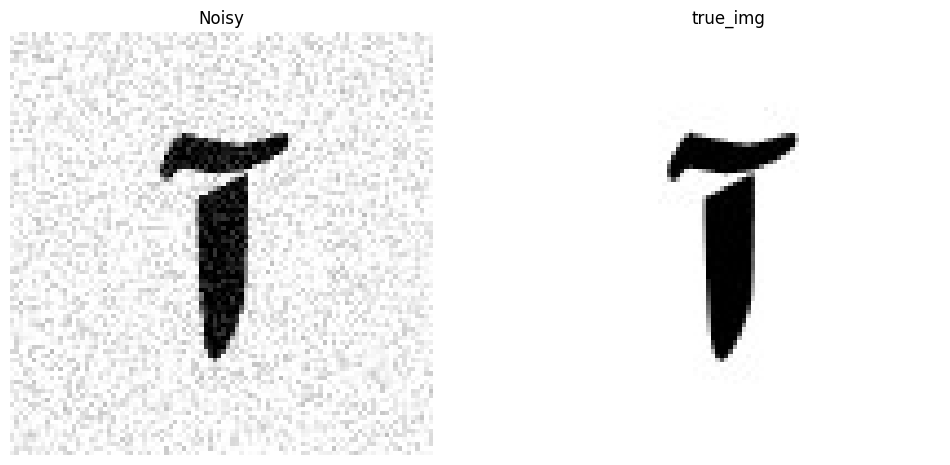 Noisy true_img
آ آ